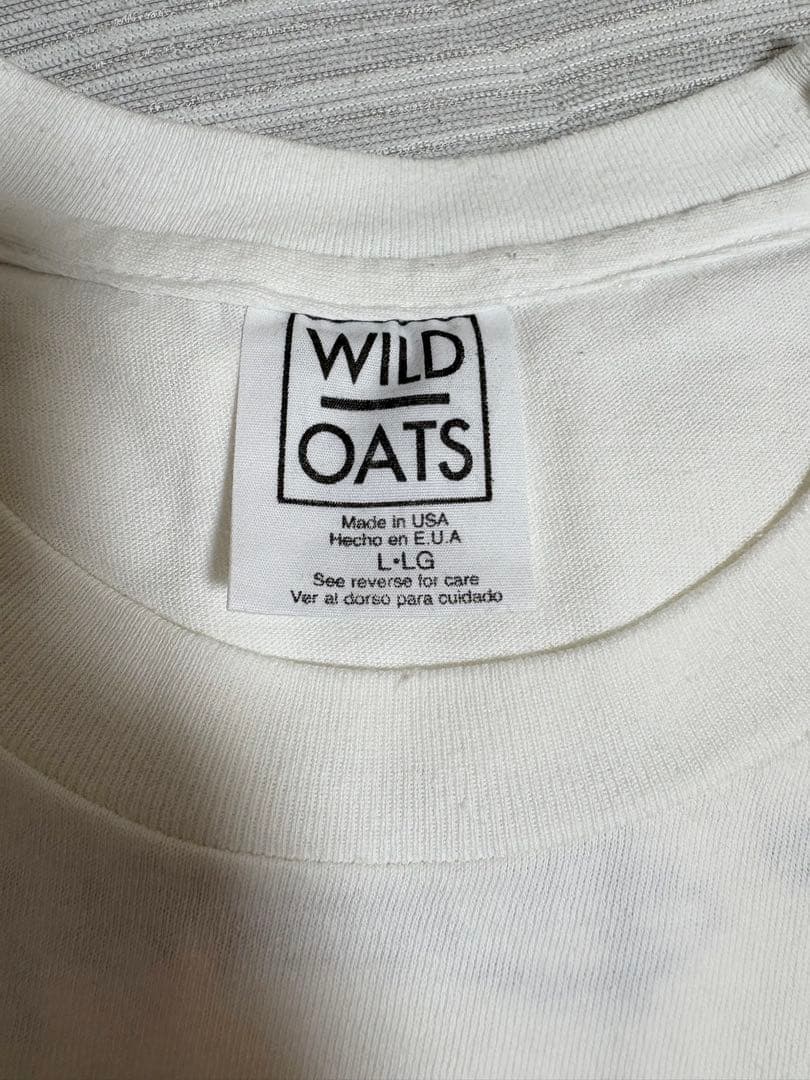 WILD
OATS
Made in USA
Hecho en E.U.A
L•LG
See reverse for care
Ver al dorso para cuidado